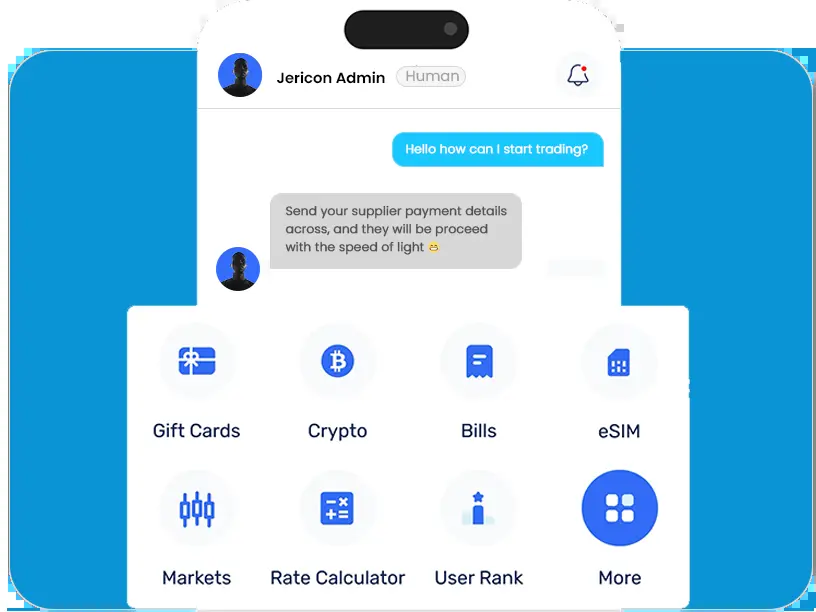 Jericon Admin Human
Hello how can I start trading?
Send your supplier payment details
across, and they will be proceed
with the speed of light 😁
Gift Cards Crypto Bills eSIM
Markets Rate Calculator User Rank More